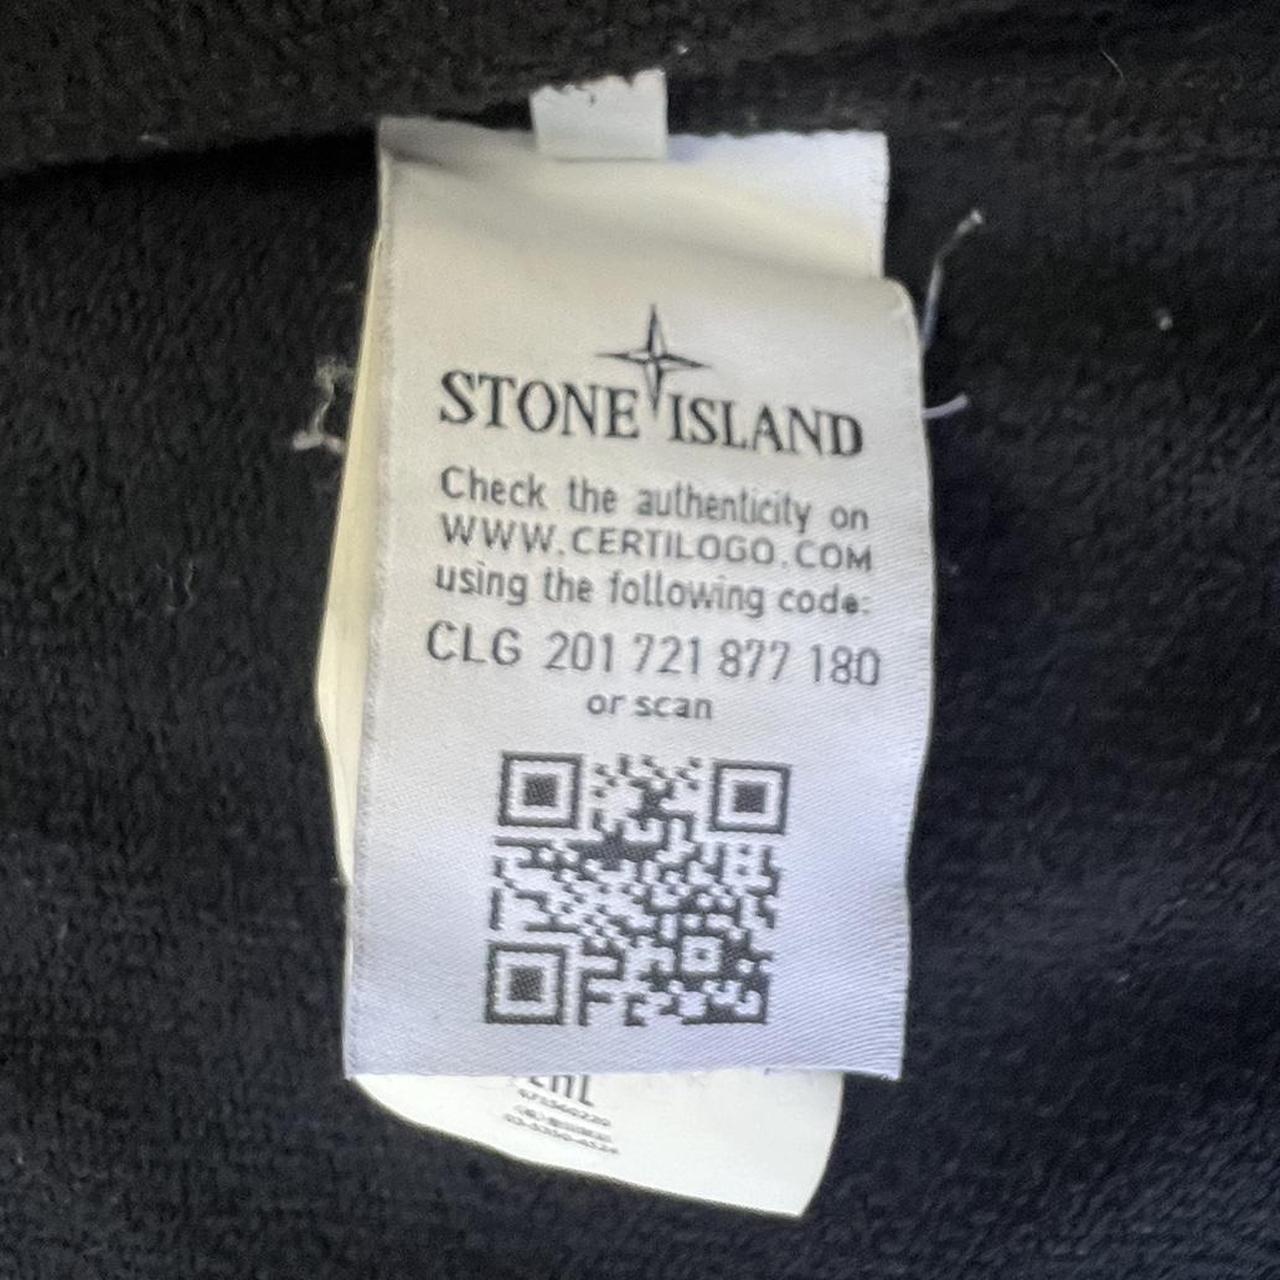 STONE ISLAND
Check the authenticity on
WWW.CERTILOGO.COM
using the following code:
CLG 201 721 877 180
or scan